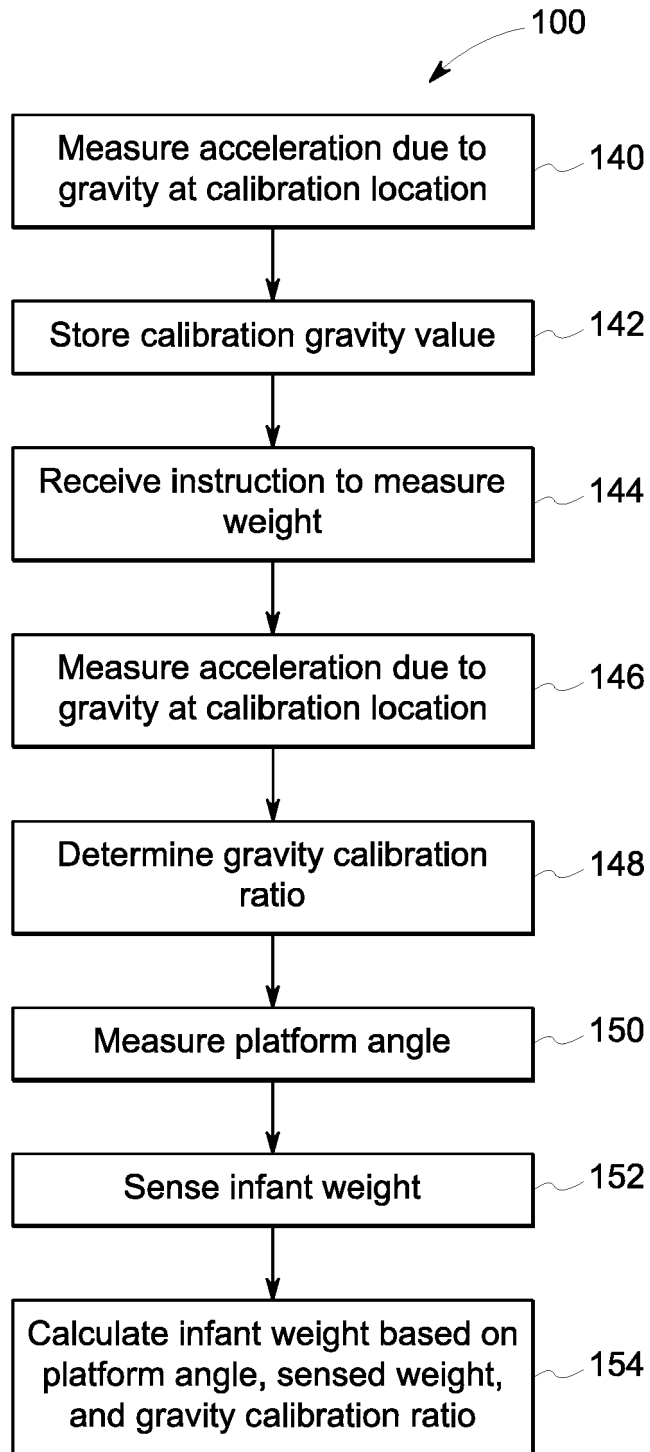 100
Measure acceleration due to
gravity at calibration location
140
Store calibration gravity value
142
Receive instruction to measure
weight
144
Measure acceleration due to
gravity at calibration location
146
Determine gravity calibration
ratio
148
Measure platform angle
150
Sense infant weight
152
Calculate infant weight based on
platform angle, sensed weight,
and gravity calibration ratio
154